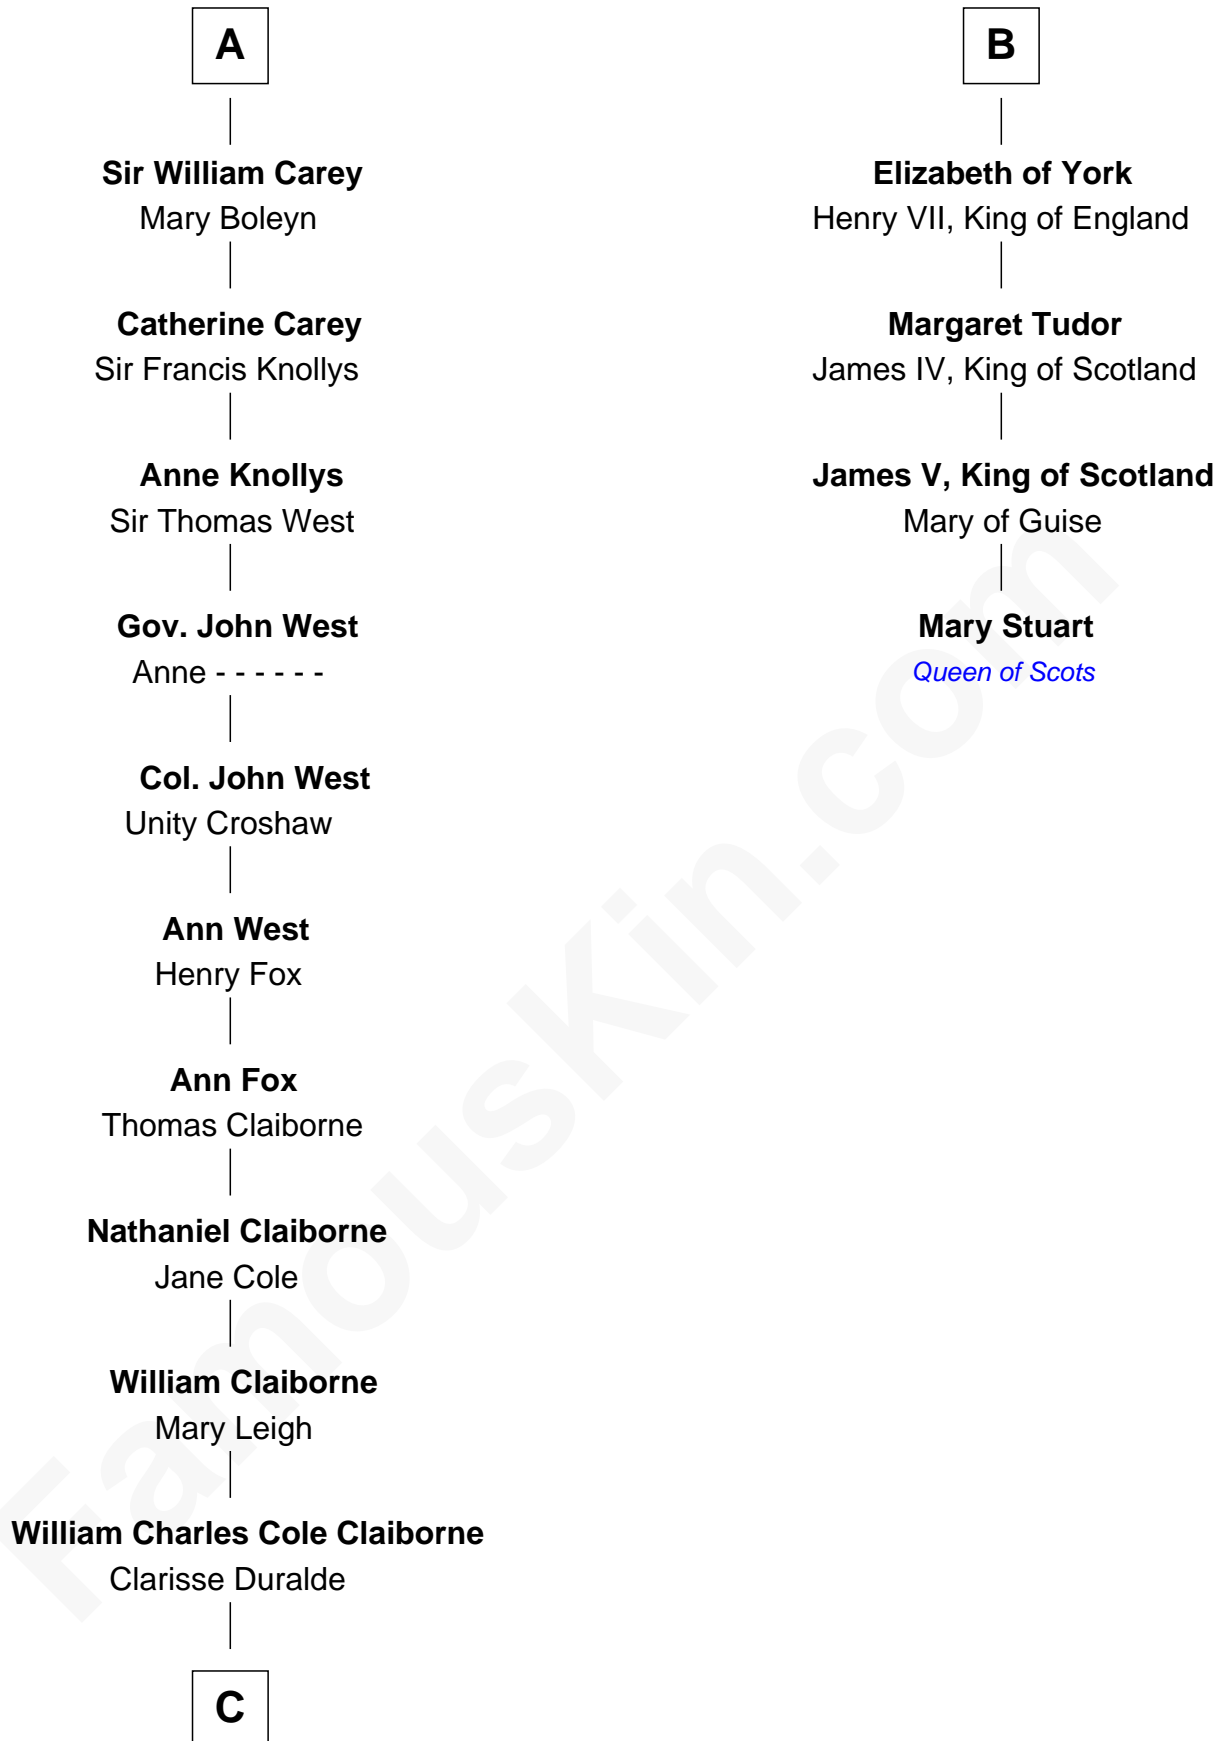 A
Sir William Carey
Mary Boleyn
Catherine Carey
Sir Francis Knollys
Anne Knollys
Sir Thomas West
Gov. John West
Anne - - - - - -
Col. John West
Unity Croshaw
Ann West
Henry Fox
Ann Fox
Thomas Claiborne
Nathaniel Claiborne
Jane Cole
William Claiborne
Mary Leigh
William Charles Cole Claiborne
Clarisse Duralde
C
B
Elizabeth of York
Henry VII, King of England
Margaret Tudor
James IV, King of Scotland
James V, King of Scotland
Mary of Guise
Mary Stuart
Queen of Scots
FamousKin.com